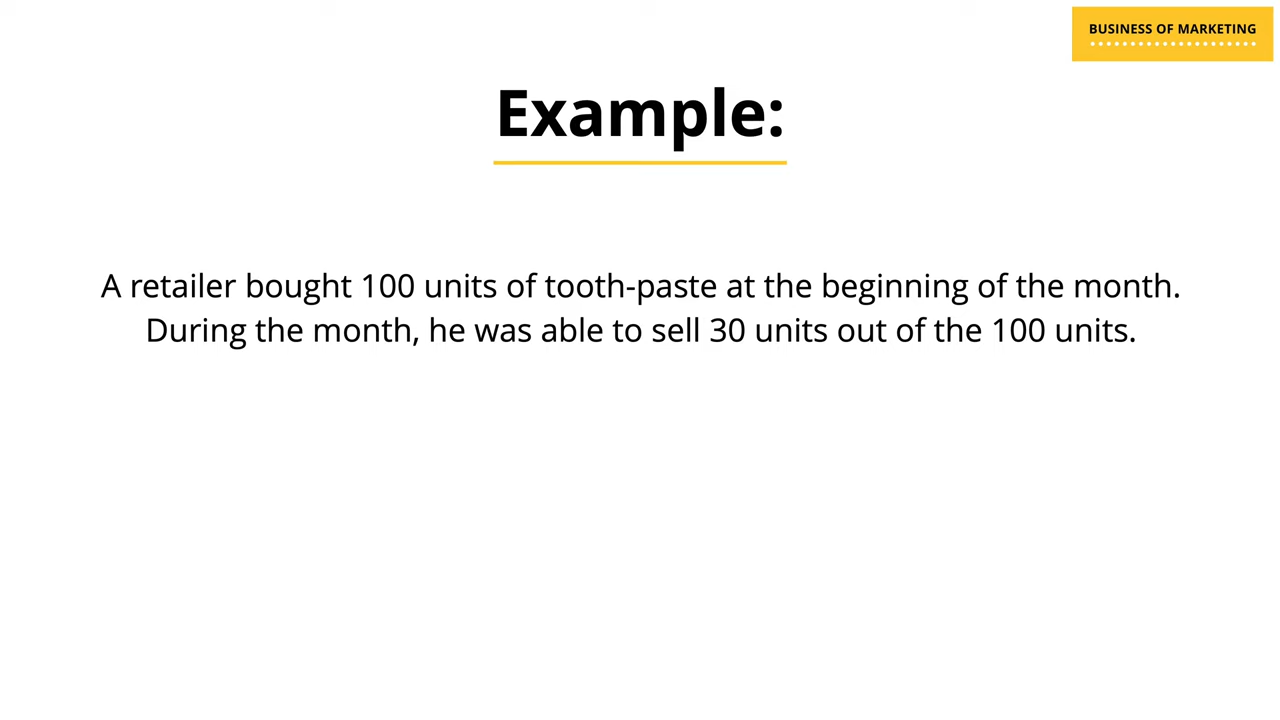 BUSINESS OF MARKETING
Example:
A retailer bought 100 units of tooth-paste at the beginning of the month.
During the month, he was able to sell 30 units out of the 100 units.